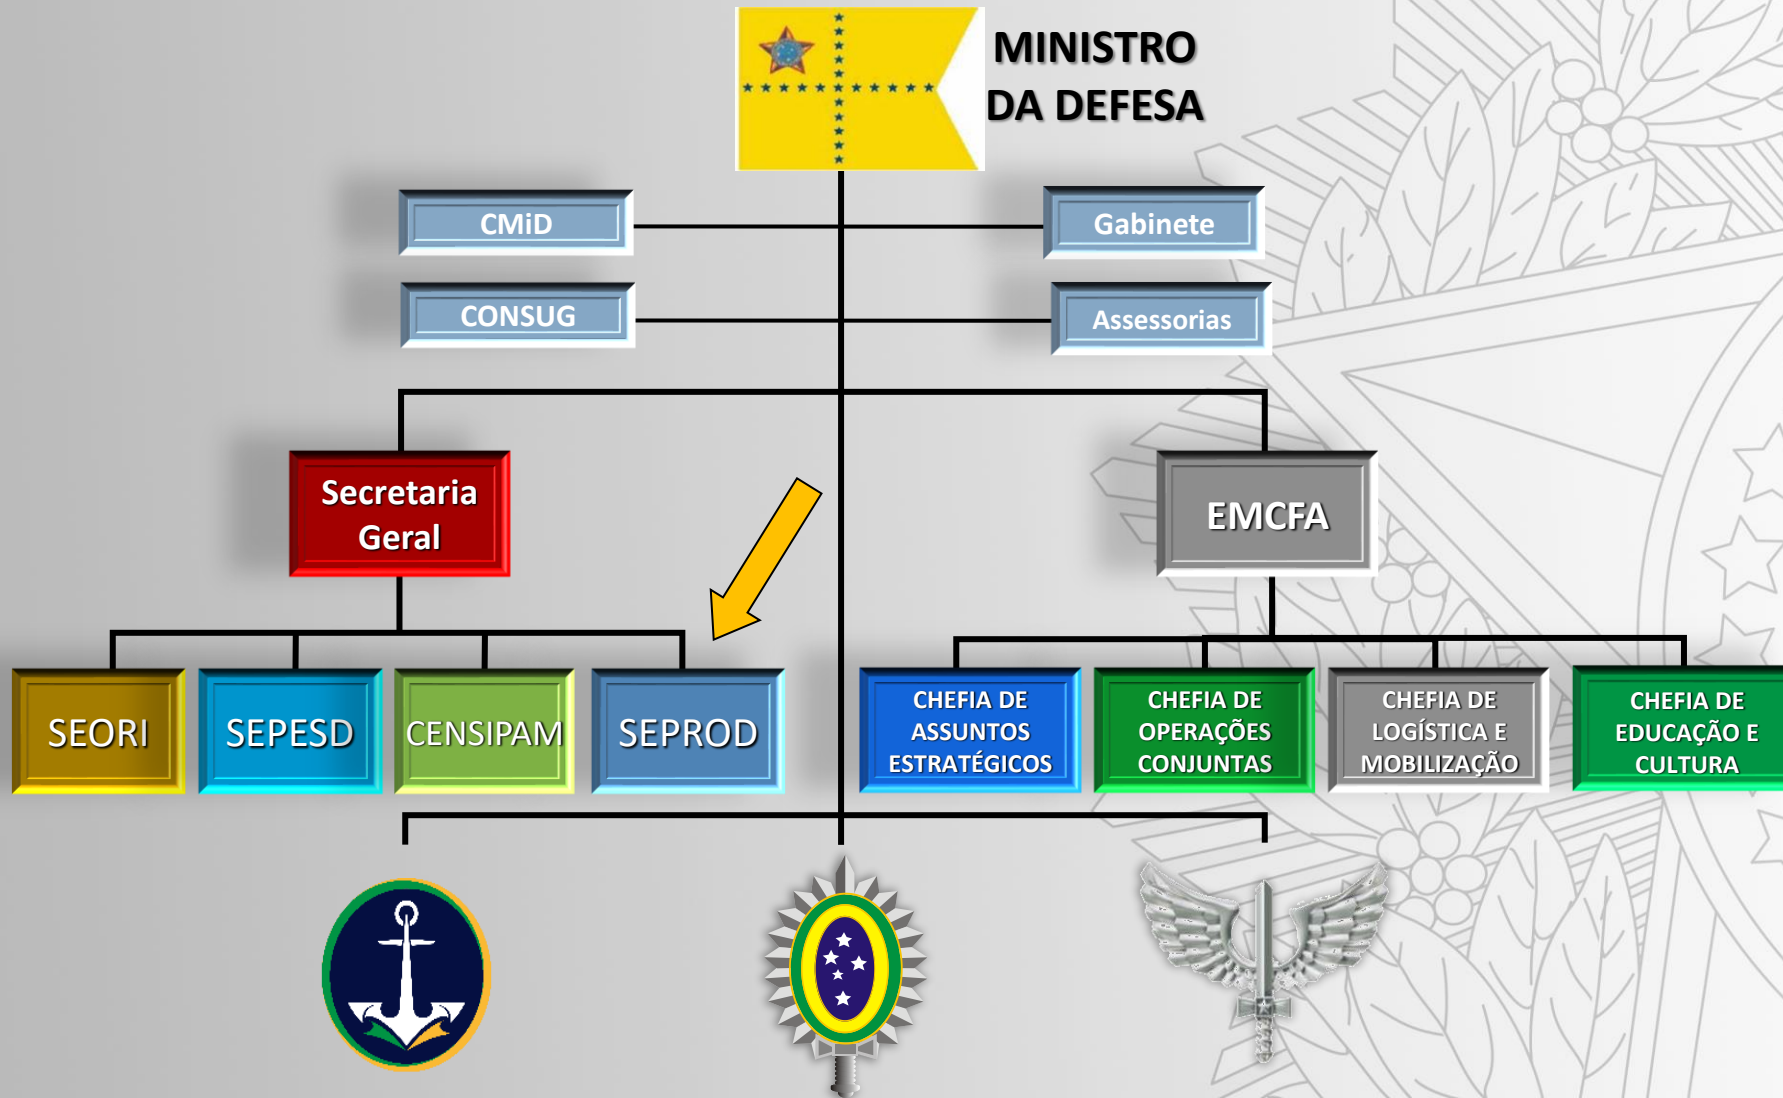 MINISTRO
DA DEFESA
CMiD
Gabinete
CONSUG
Assessorias
Secretaria
Geral
EMCFA
SEORI
SEPESD
CENSIPAM
SEPROD
CHEFIA DE
ASSUNTOS
ESTRATÉGICOS
CHEFIA DE
OPERAÇÕES
CONJUNTAS
CHEFIA DE
LOGÍSTICA E
MOBILIZAÇÃO
CHEFIA DE
EDUCAÇÃO E
CULTURA